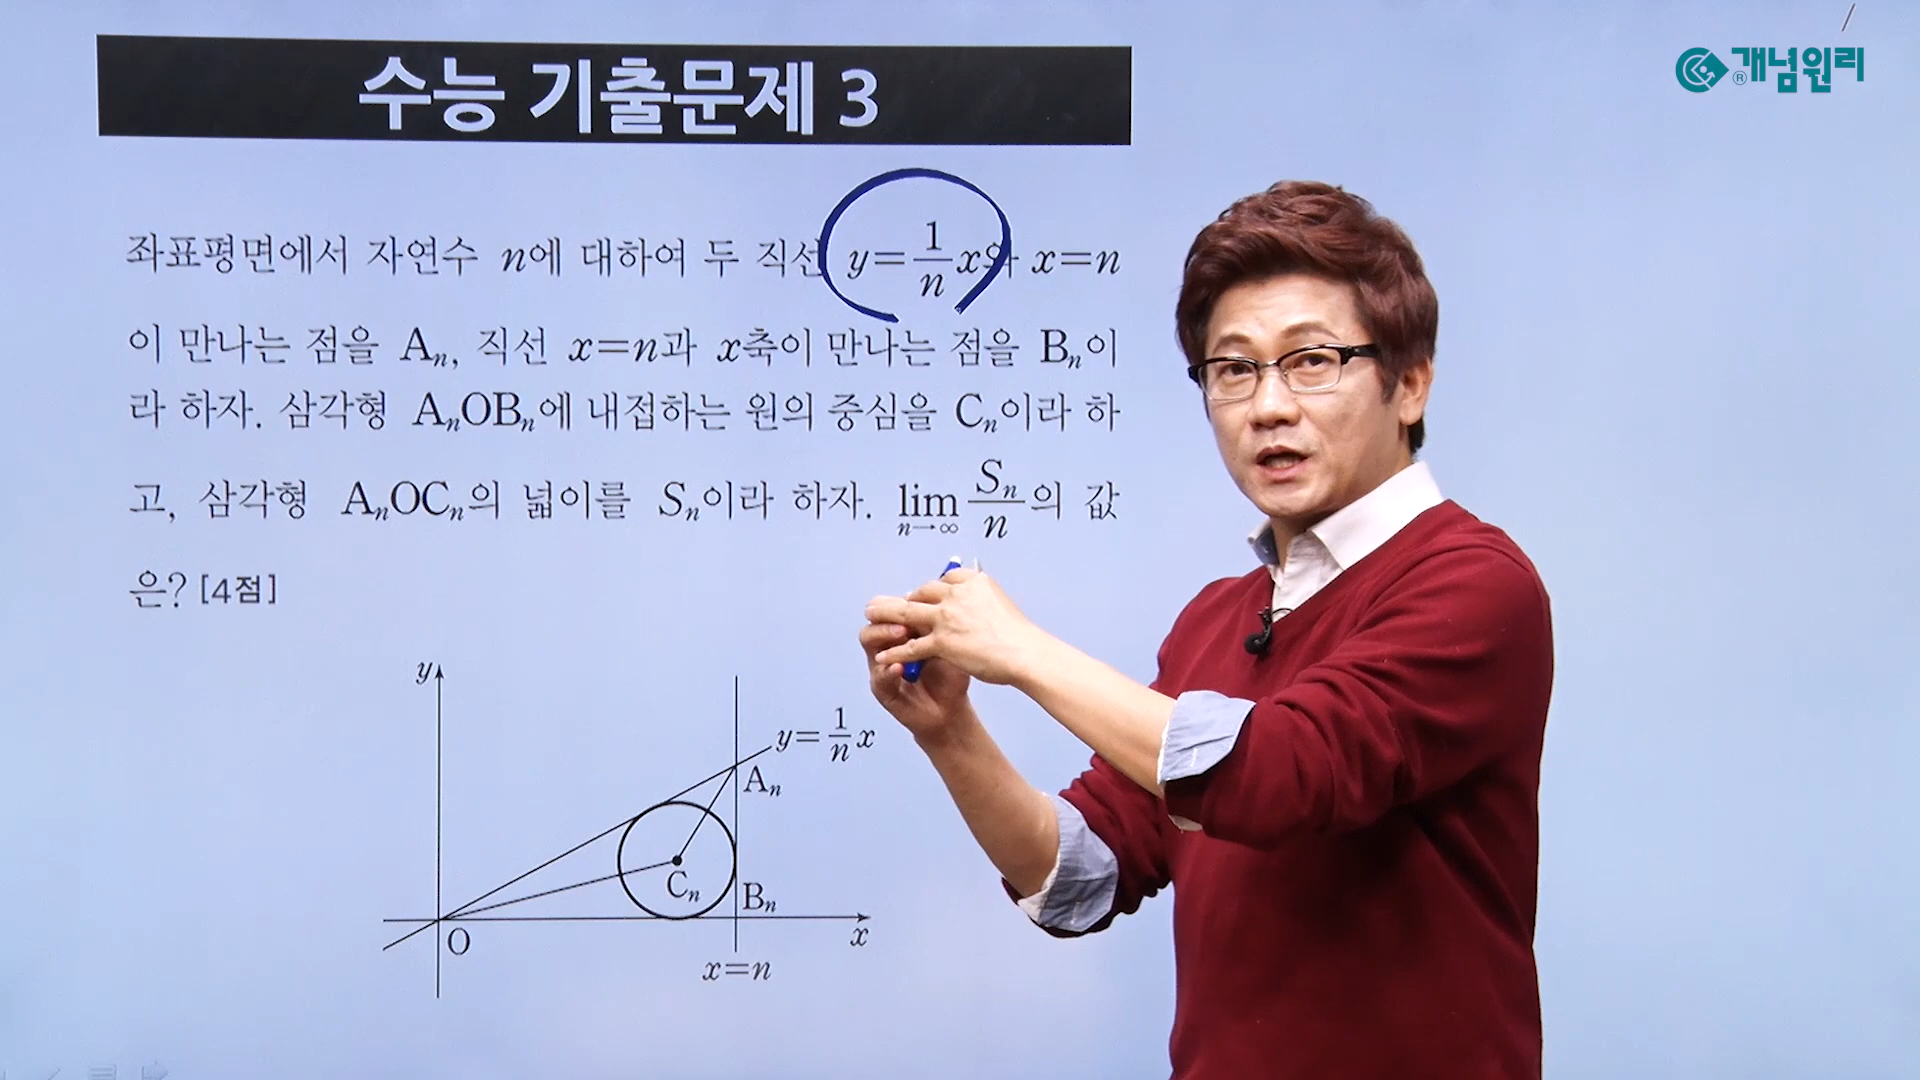 개념원리
수능 기출문제 3
좌표평면에서 자연수 n에 대하여 두 직선 y=1/n x와 x=n
이 만나는 점을 Aₙ, 직선 x=n과 x축이 만나는 점을 Bₙ이
라 하자. 삼각형 AₙOBₙ에 내접하는 원의 중심을 Cₙ이라 하
고, 삼각형 AₙOCₙ의 넓이를 Sₙ이라 하자. lim n→∞ Sₙ/n의 값
은? [4점]
y
y=1/n x
Aₙ
Cₙ
Bₙ
O
x
x=n